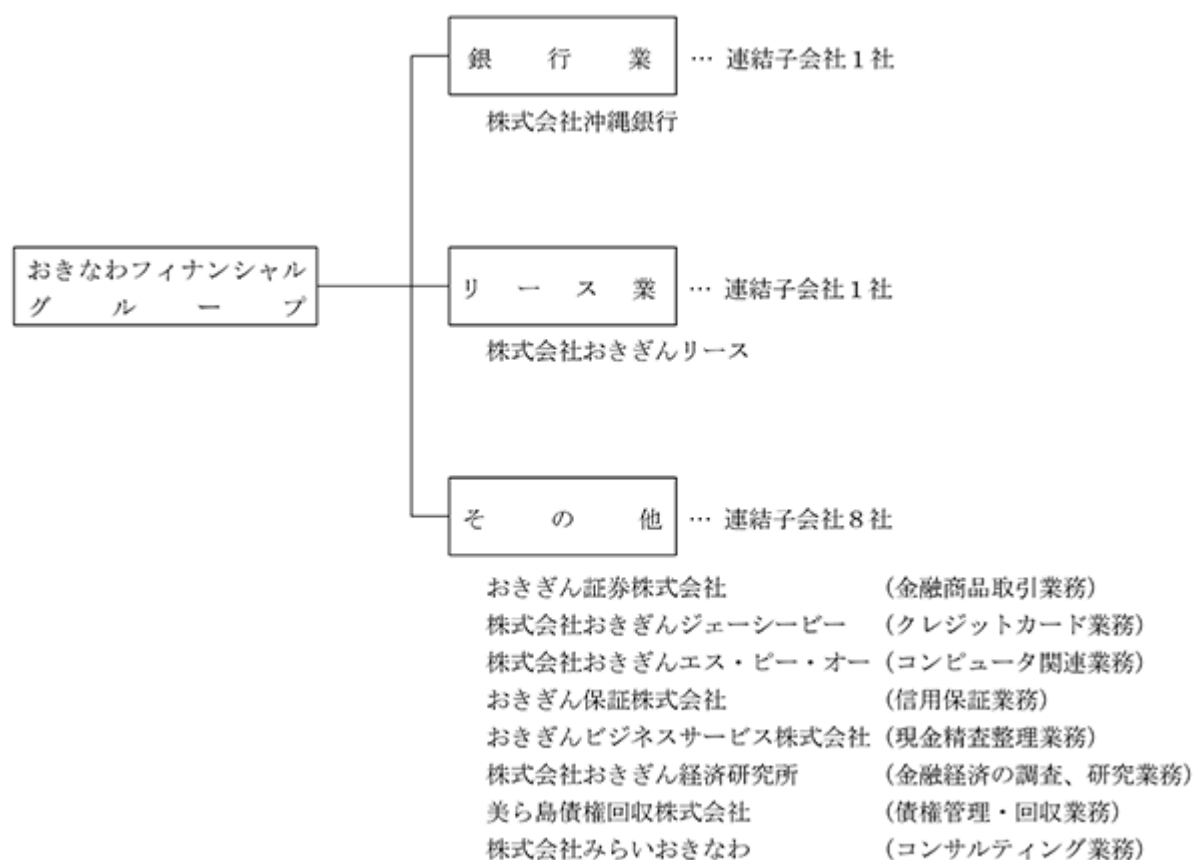 銀行業 … 連結子会社1社
株式会社沖縄銀行
おきなわフィナンシャル
グループ
リース業 … 連結子会社1社
株式会社おきぎんリース
その他 … 連結子会社8社
おきぎん証券株式会社 (金融商品取引業務)
株式会社おきぎんジェーシービー (クレジットカード業務)
株式会社おきぎんエス・ピー・オー (コンピュータ関連業務)
おきぎん保証株式会社 (信用保証業務)
おきぎんビジネスサービス株式会社 (現金精査整理業務)
株式会社おきぎん経済研究所 (金融経済の調査、研究業務)
美ら島債権回収株式会社 (債権管理・回収業務)
株式会社みらいおきなわ (コンサルティング業務)